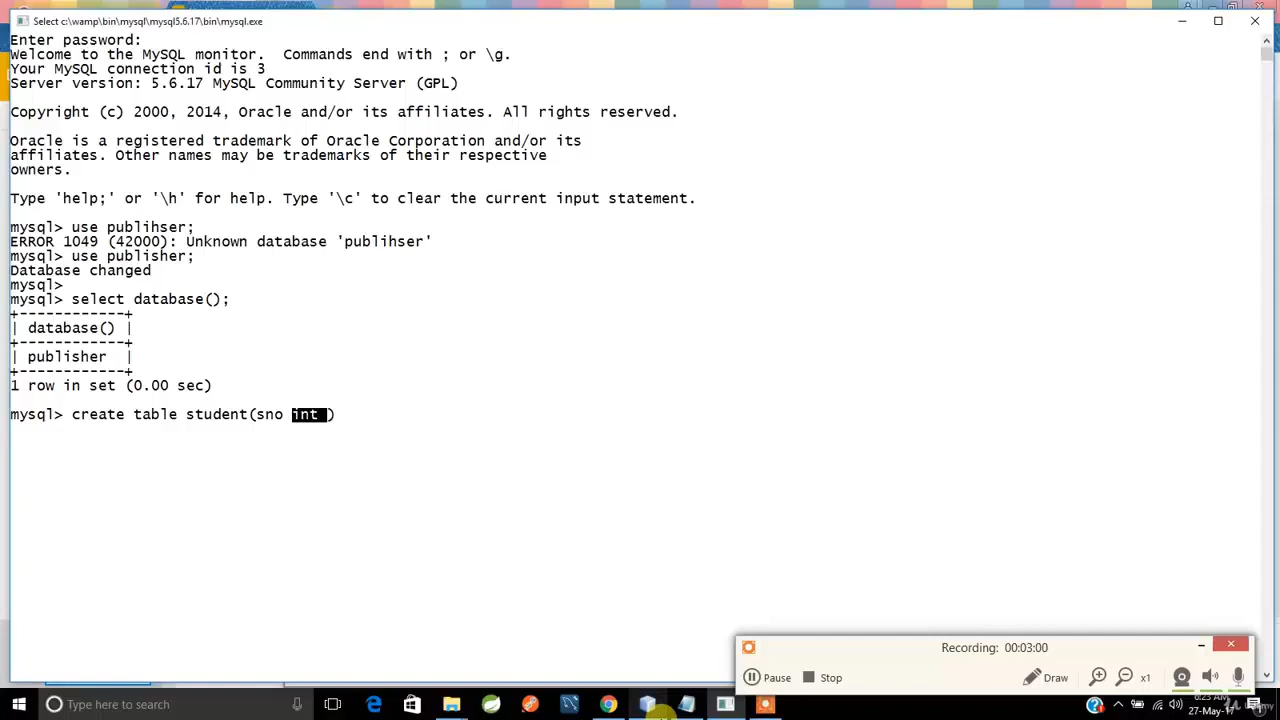 Select c:\wamp\bin\mysql\mysql5.6.17\bin\mysql.exe
Enter password:
Welcome to the MySQL monitor.  Commands end with ; or \g.
Your MySQL connection id is 3
Server version: 5.6.17 MySQL Community Server (GPL)
Copyright (c) 2000, 2014, Oracle and/or its affiliates. All rights reserved.
Oracle is a registered trademark of Oracle Corporation and/or its
affiliates. Other names may be trademarks of their respective
owners.
Type 'help;' or '\h' for help. Type '\c' to clear the current input statement.
mysql> use publihser;
ERROR 1049 (42000): Unknown database 'publihser'
mysql> use publisher;
Database changed
mysql>
mysql> select database();
+------------+
| database() |
+------------+
| publisher  |
+------------+
1 row in set (0.00 sec)
mysql> create table student(sno int )
Recording: 00:03:00
Pause
Stop
Draw
x1
Type here to search
6:23 AM
27-May-17